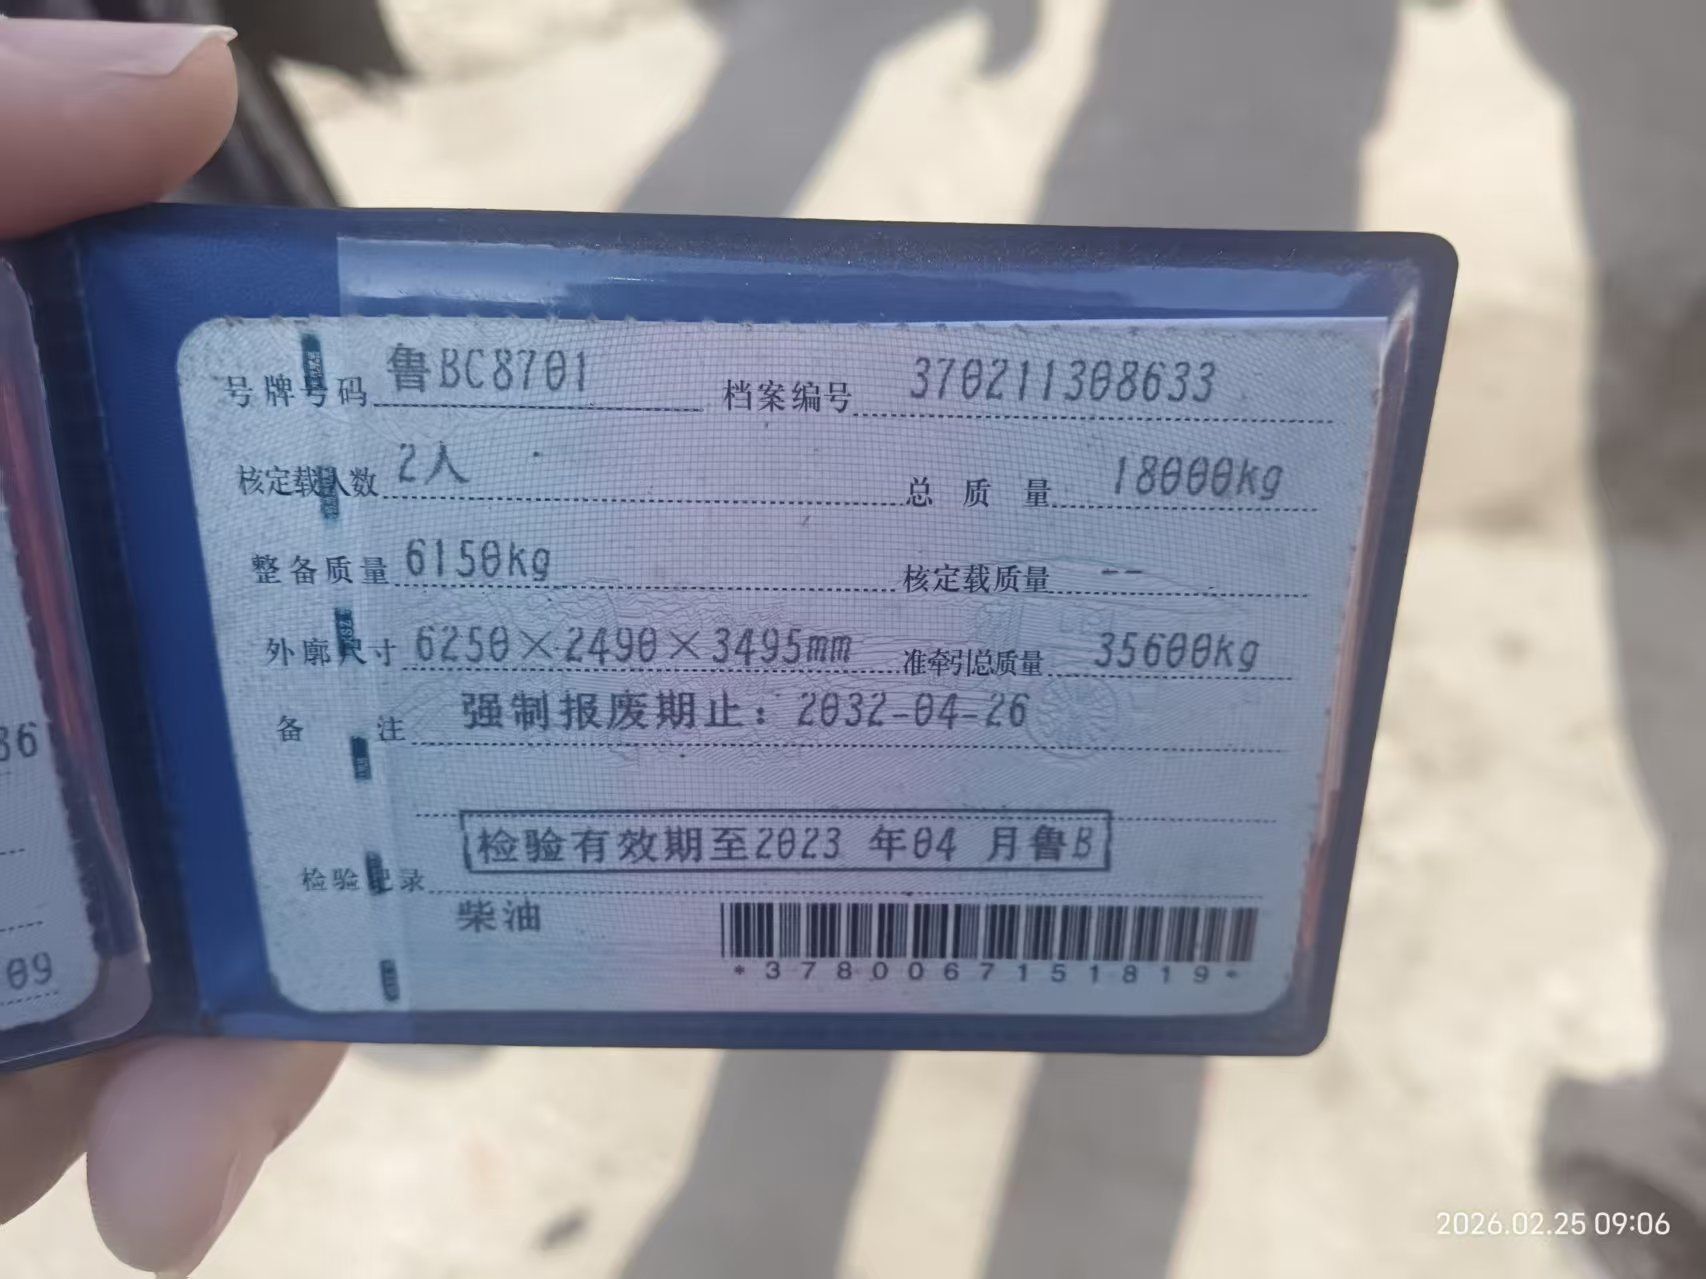 号牌号码 鲁BC8701 档案编号 370211308633
核定载人数 2人 总质量 18000kg
整备质量 6150kg 核定载质量 --
外廓尺寸 6250×2490×3495mm 准牵引总质量 35600kg
备注 强制报废期止：2032-04-26
检验有效期至2023 年04 月鲁B
检验记录
柴油
*3780067151819*
36
09
2026.02.25 09:06